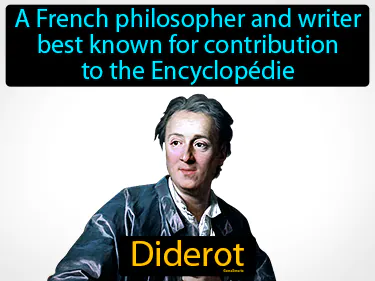 A French philosopher and writer
best known for contribution
to the Encyclopédie
Diderot